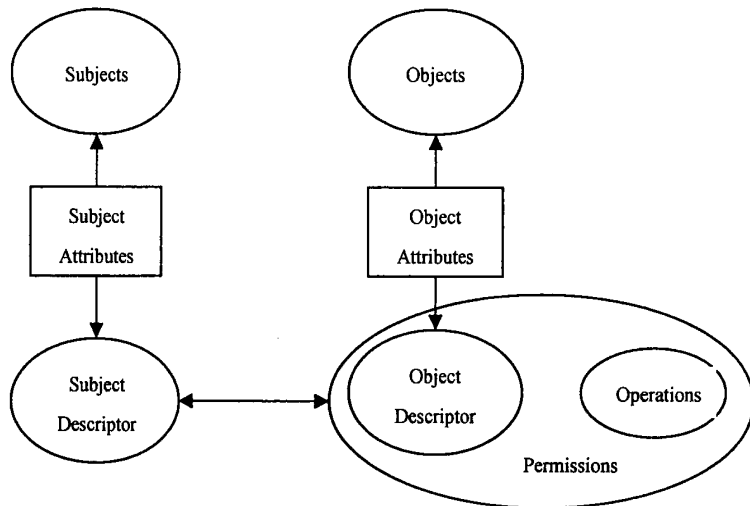 Subjects
Objects
Subject
Attributes
Object
Attributes
Subject
Descriptor
Object
Descriptor
Operations
Permissions